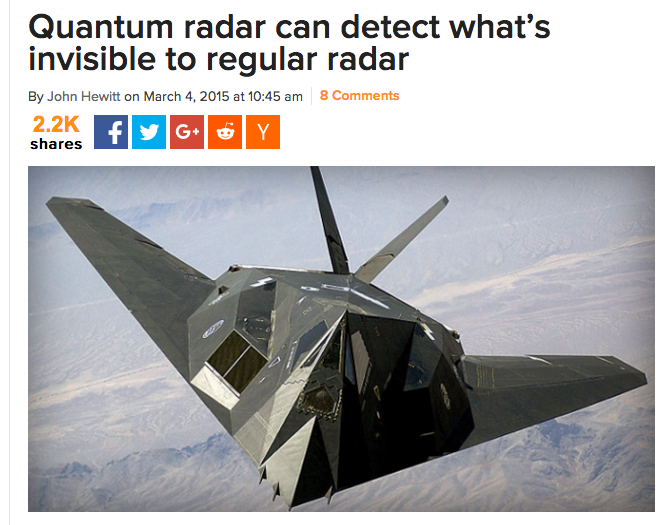 Quantum radar can detect what's
invisible to regular radar
By John Hewitt on March 4, 2015 at 10:45 am 8 Comments
2.2K
shares
f
G+
Y